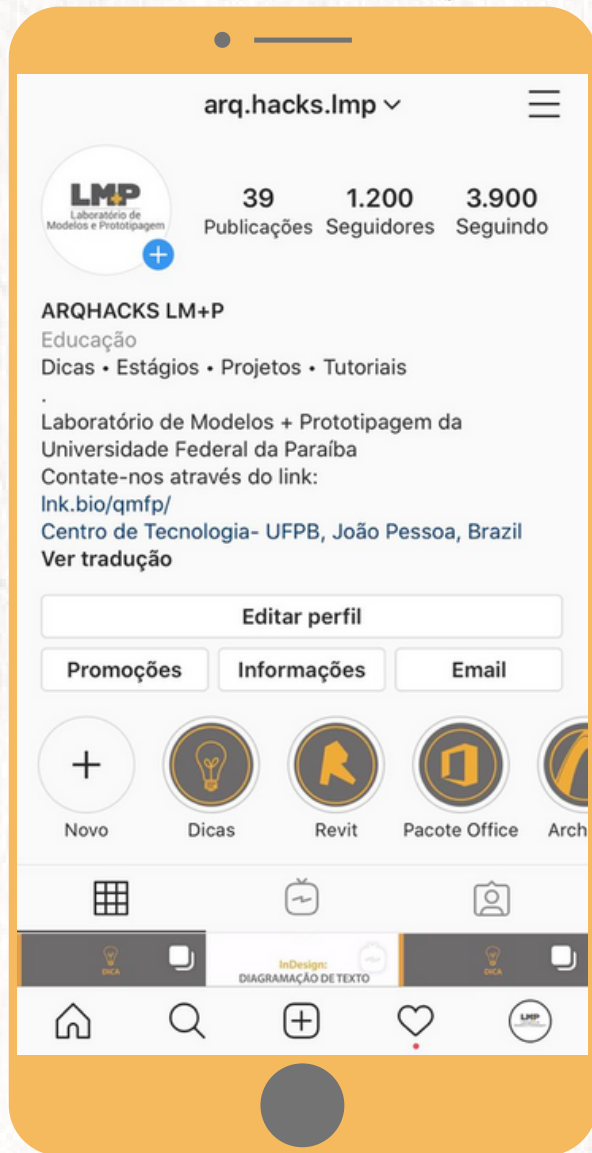 arq.hacks.lmp
LMP
Laboratório de
Modelos e Prototipagem
39 1.200 3.900
Publicações Seguidores Seguindo
ARQHACKS LM+P
Educação
Dicas • Estágios • Projetos • Tutoriais
.
Laboratório de Modelos + Prototipagem da
Universidade Federal da Paraíba
Contate-nos através do link:
lnk.bio/qmfp/
Centro de Tecnologia- UFPB, João Pessoa, Brazil
Ver tradução
Editar perfil
Promoções Informações Email
Novo Dicas Revit Pacote Office Arch
DICA InDesign: DICA
DIAGRAMAÇÃO DE TEXTO
LMP